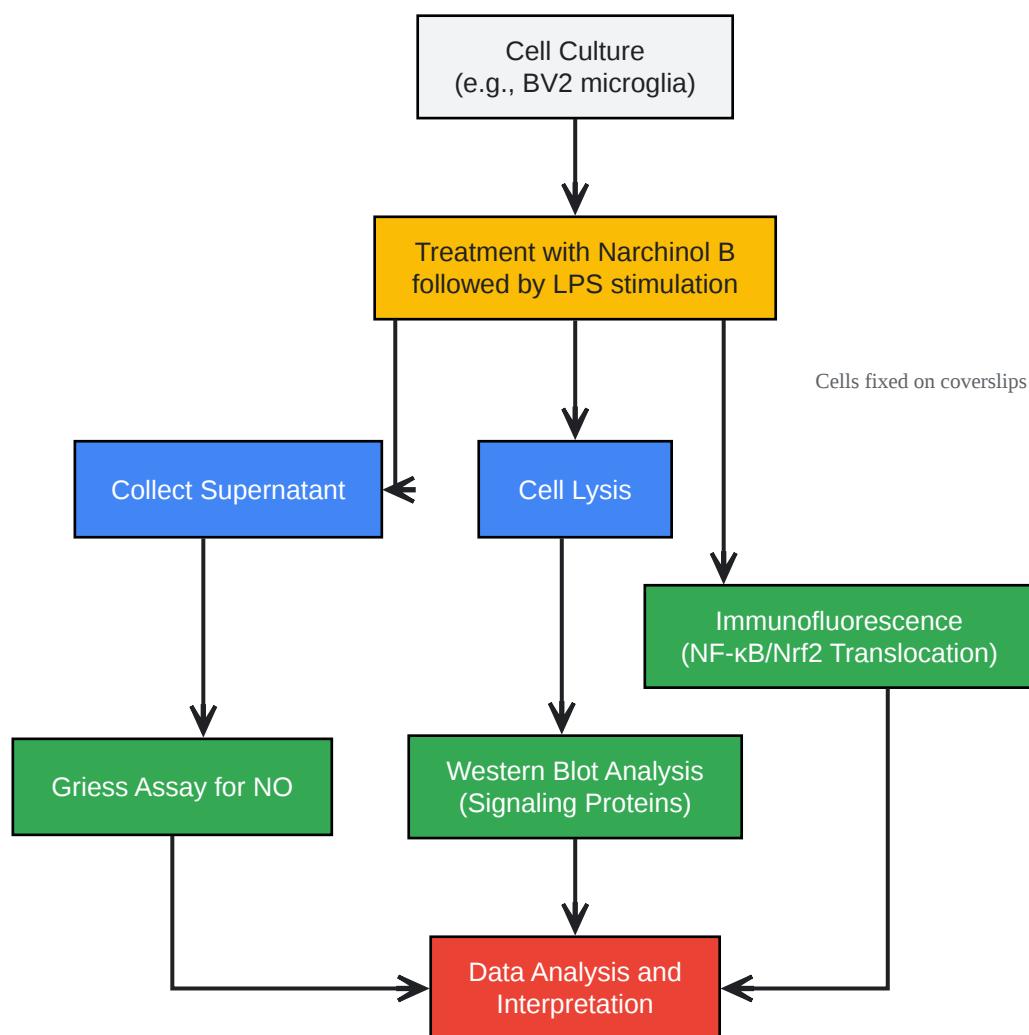 Cell Culture
(e.g., BV2 microglia)
Treatment with Narchinol B
followed by LPS stimulation
Cells fixed on coverslips
Collect Supernatant
Cell Lysis
Immunofluorescence
(NF-κB/Nrf2 Translocation)
Griess Assay for NO
Western Blot Analysis
(Signaling Proteins)
Data Analysis and
Interpretation